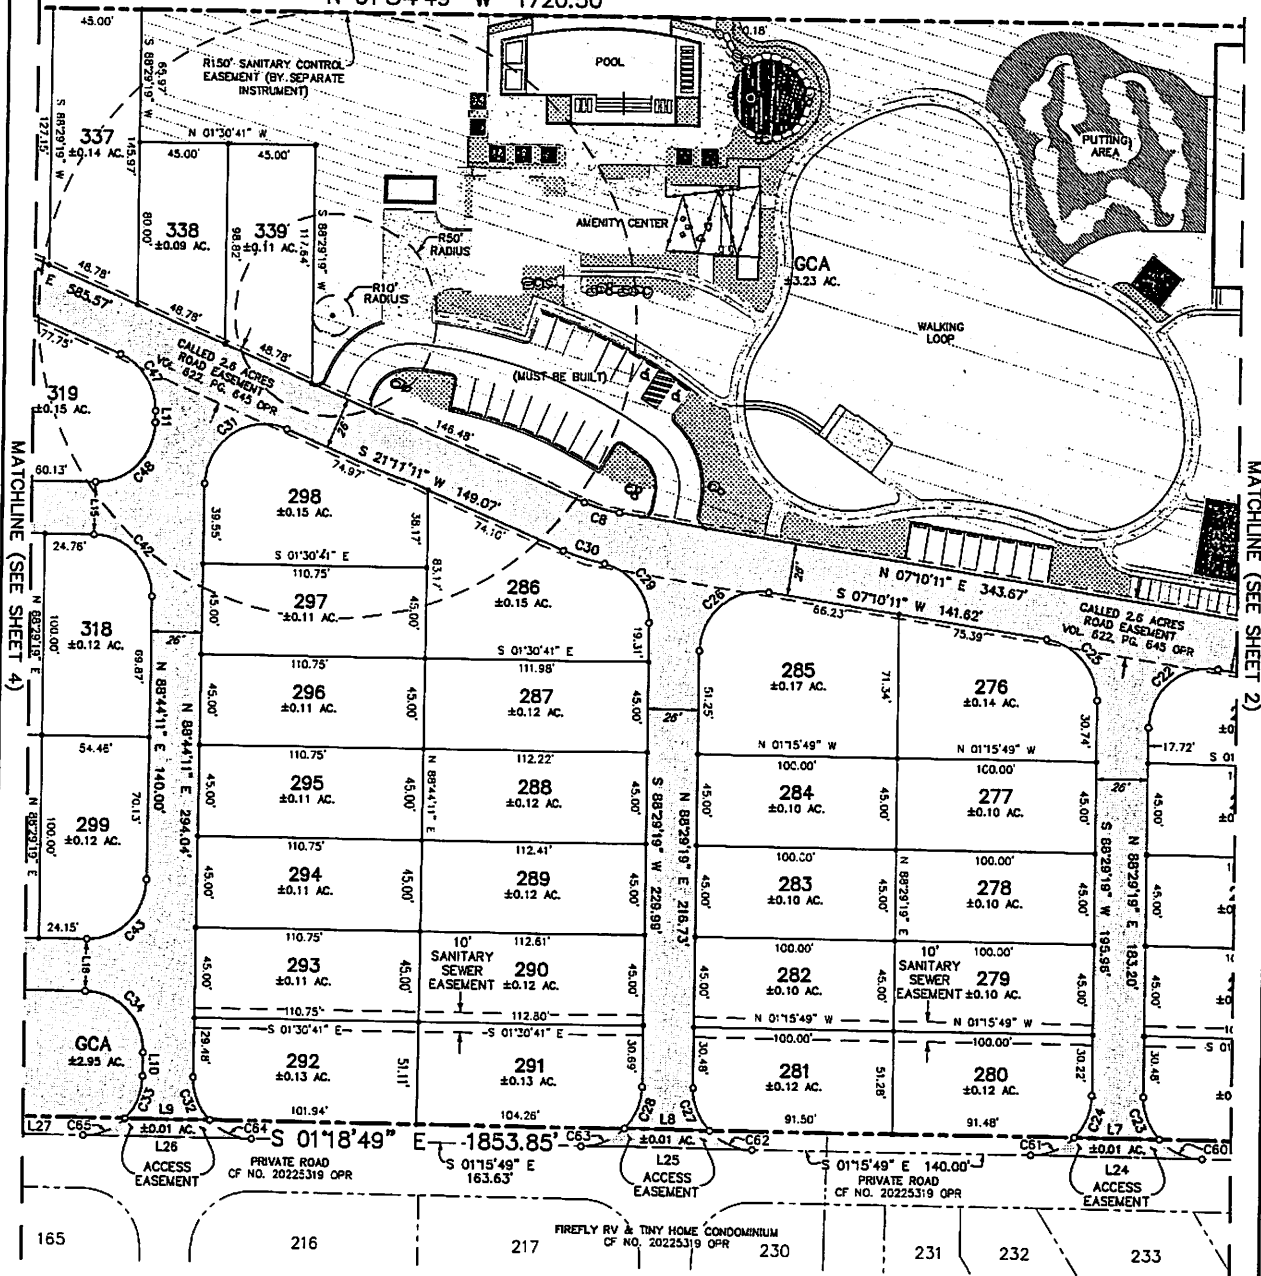 N 01°34'49" W 1720.50'
45.00'
S 88°29'19" W
65.97'
R150' SANITARY CONTROL
EASEMENT (BY SEPARATE
INSTRUMENT)
POOL
0.18'
PUTTING
AREA
S 88°29'19" W
127.15'
337
±0.14 AC.
145.97'
N 01°30'41" W
45.00'
45.00'
80.00'
338
±0.09 AC.
98.82'
339
±0.11 AC.
S 88°29'19" W
117.64'
R50'
RADIUS
R10'
RADIUS
AMENITY CENTER
GCA
±3.23 AC.
WALKING
LOOP
(MUST BE BUILT)
48.78'
48.78'
48.78'
E 585.57'
77.75'
CALLED 2.6 ACRES
ROAD EASEMENT
VOL. 622, PG. 645 OPR
C47
L11
C48
C31
319
±0.15 AC.
60.13'
L15
MATCHLINE (SEE SHEET 4)
MATCHLINE (SEE SHEET 2)
26'
146.48'
S 21°11'11" W 149.07'
74.97'
74.10'
C8
C30
C29
C26
26'
N 07°10'11" E 343.67'
S 07°10'11" W 141.62'
66.23'
75.39'
CALLED 2.6 ACRES
ROAD EASEMENT
VOL. 622, PG. 645 OPR
C25
C22
298
±0.15 AC.
39.55'
38.17'
S 01°30'41" E
110.75'
83.17'
286
±0.15 AC.
19.31'
297
±0.11 AC.
45.00'
45.00'
24.76'
C42
N 88°29'19" E
100.00'
318
±0.12 AC.
69.87'
26'
N 88°44'11" E 140.00'
N 88°44'11" E 294.04'
54.46'
110.75'
S 01°30'41" E
111.98'
296
±0.11 AC.
45.00'
45.00'
287
±0.12 AC.
45.00'
26'
51.25'
285
±0.17 AC.
71.34'
276
±0.14 AC.
30.74'
17.72'
26'
110.75'
112.22'
N 01°15'49" W
100.00'
N 01°15'49" W
100.00'
S 01
295
±0.11 AC.
45.00'
45.00'
N 88°44'11" E
288
±0.12 AC.
45.00'
S 88°29'19" W 229.99'
N 88°29'19" E 216.73'
45.00'
284
±0.10 AC.
45.00'
277
±0.10 AC.
45.00'
S 88°29'19" W 195.98'
N 88°29'19" E 183.20'
45.00'
N 88°29'19" E
100.00'
299
±0.12 AC.
70.13'
24.15'
C43
110.75'
112.41'
100.00'
100.00'
294
±0.11 AC.
45.00'
45.00'
289
±0.12 AC.
45.00'
45.00'
283
±0.10 AC.
45.00'
N 88°29'19" E
278
±0.10 AC.
45.00'
45.00'
110.75'
112.61'
100.00'
100.00'
L18
293
±0.11 AC.
45.00'
45.00'
10'
SANITARY
SEWER
EASEMENT
290
±0.12 AC.
45.00'
45.00'
282
±0.10 AC.
45.00'
10'
SANITARY
SEWER
EASEMENT
279
±0.10 AC.
45.00'
45.00'
C34
110.75'
S 01°30'41" E
112.80'
S 01°30'41" E
N 01°15'49" W
100.00'
N 01°15'49" W
100.00'
S 01
GCA
±2.95 AC.
L10
C33
29.48'
292
±0.13 AC.
51.11'
291
±0.13 AC.
30.69'
30.48'
281
±0.12 AC.
51.28'
280
±0.12 AC.
30.22'
30.48'
C32
101.94'
104.26'
C28
C27
91.50'
91.48'
C24
C23
L27
C65
L9
±0.01 AC.
L26
C64
S 01°18'49" E 1853.85'
C63
L8
±0.01 AC.
L25
C62
C61
L7
±0.01 AC.
L24
C60
ACCESS
EASEMENT
PRIVATE ROAD
CF NO. 20225319 OPR
S 01°15'49" E
163.63'
ACCESS
EASEMENT
S 01°15'49" E 140.00'
PRIVATE ROAD
CF NO. 20225319 OPR
ACCESS
EASEMENT
FIREFLY RV & TINY HOME CONDOMINIUM
CF NO. 20225319 OPR
165
216
217
230
231
232
233